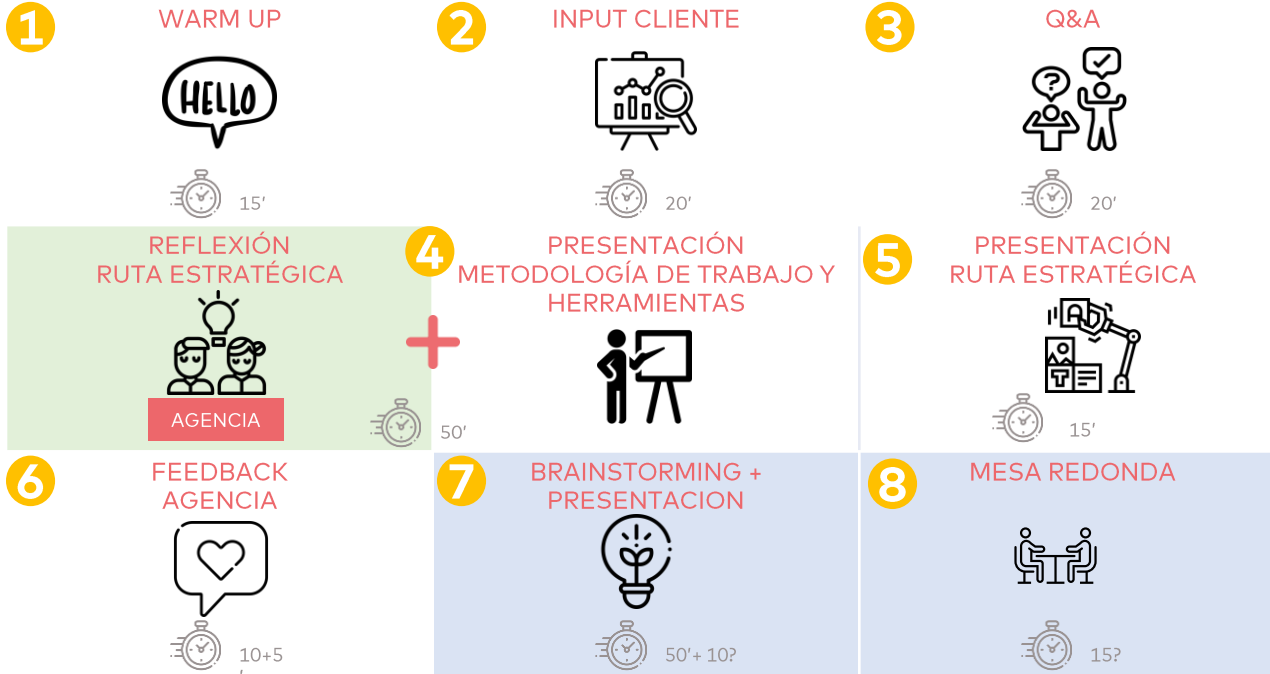 1
WARM UP
HELLO
15’
2
INPUT CLIENTE
20’
3
Q&A
?
20’
REFLEXIÓN
RUTA ESTRATÉGICA
AGENCIA
4
PRESENTACIÓN
METODOLOGÍA DE TRABAJO Y
HERRAMIENTAS
50’
5
PRESENTACIÓN
RUTA ESTRATÉGICA
T
15’
6
FEEDBACK
AGENCIA
10+5
’
7
BRAINSTORMING +
PRESENTACION
50’+ 10?
8
MESA REDONDA
15?